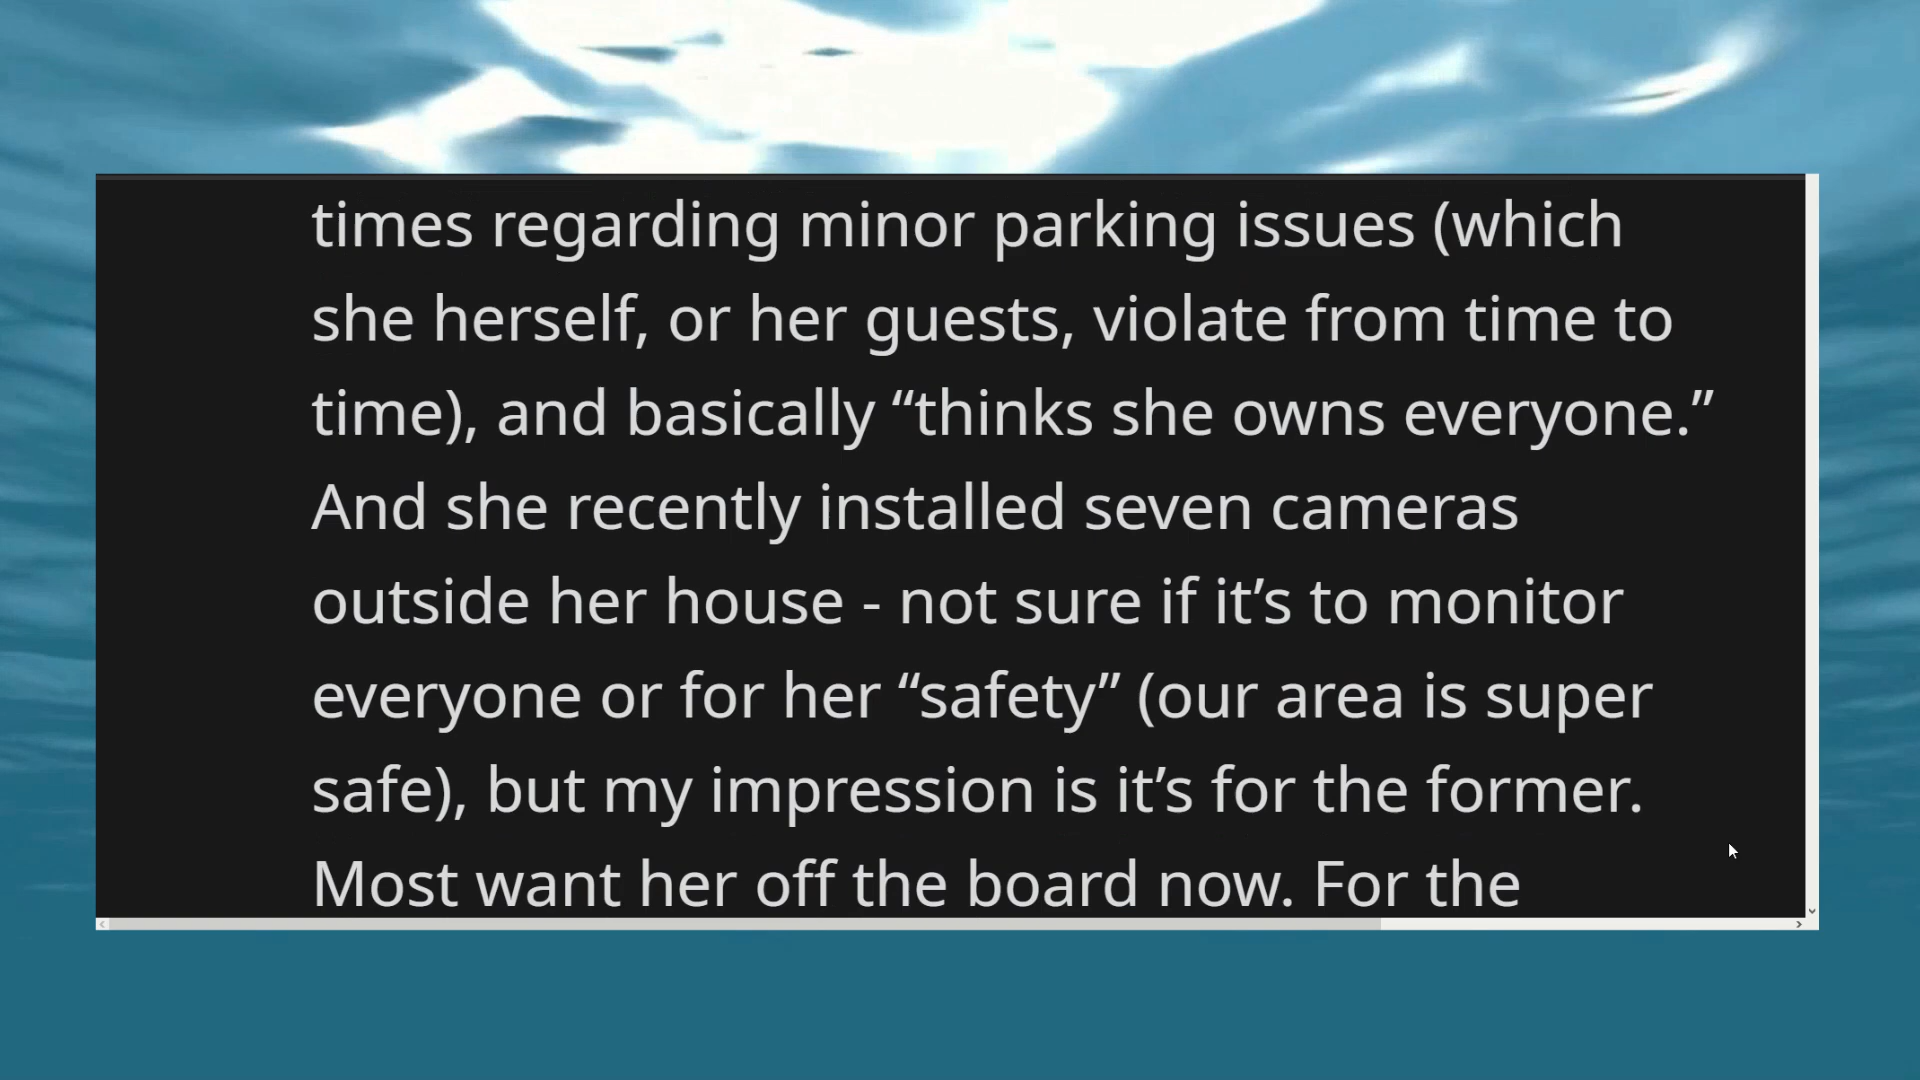 times regarding minor parking issues (which
she herself, or her guests, violate from time to
time), and basically “thinks she owns everyone.”
And she recently installed seven cameras
outside her house - not sure if it’s to monitor
everyone or for her “safety” (our area is super
safe), but my impression is it’s for the former.
Most want her off the board now. For the